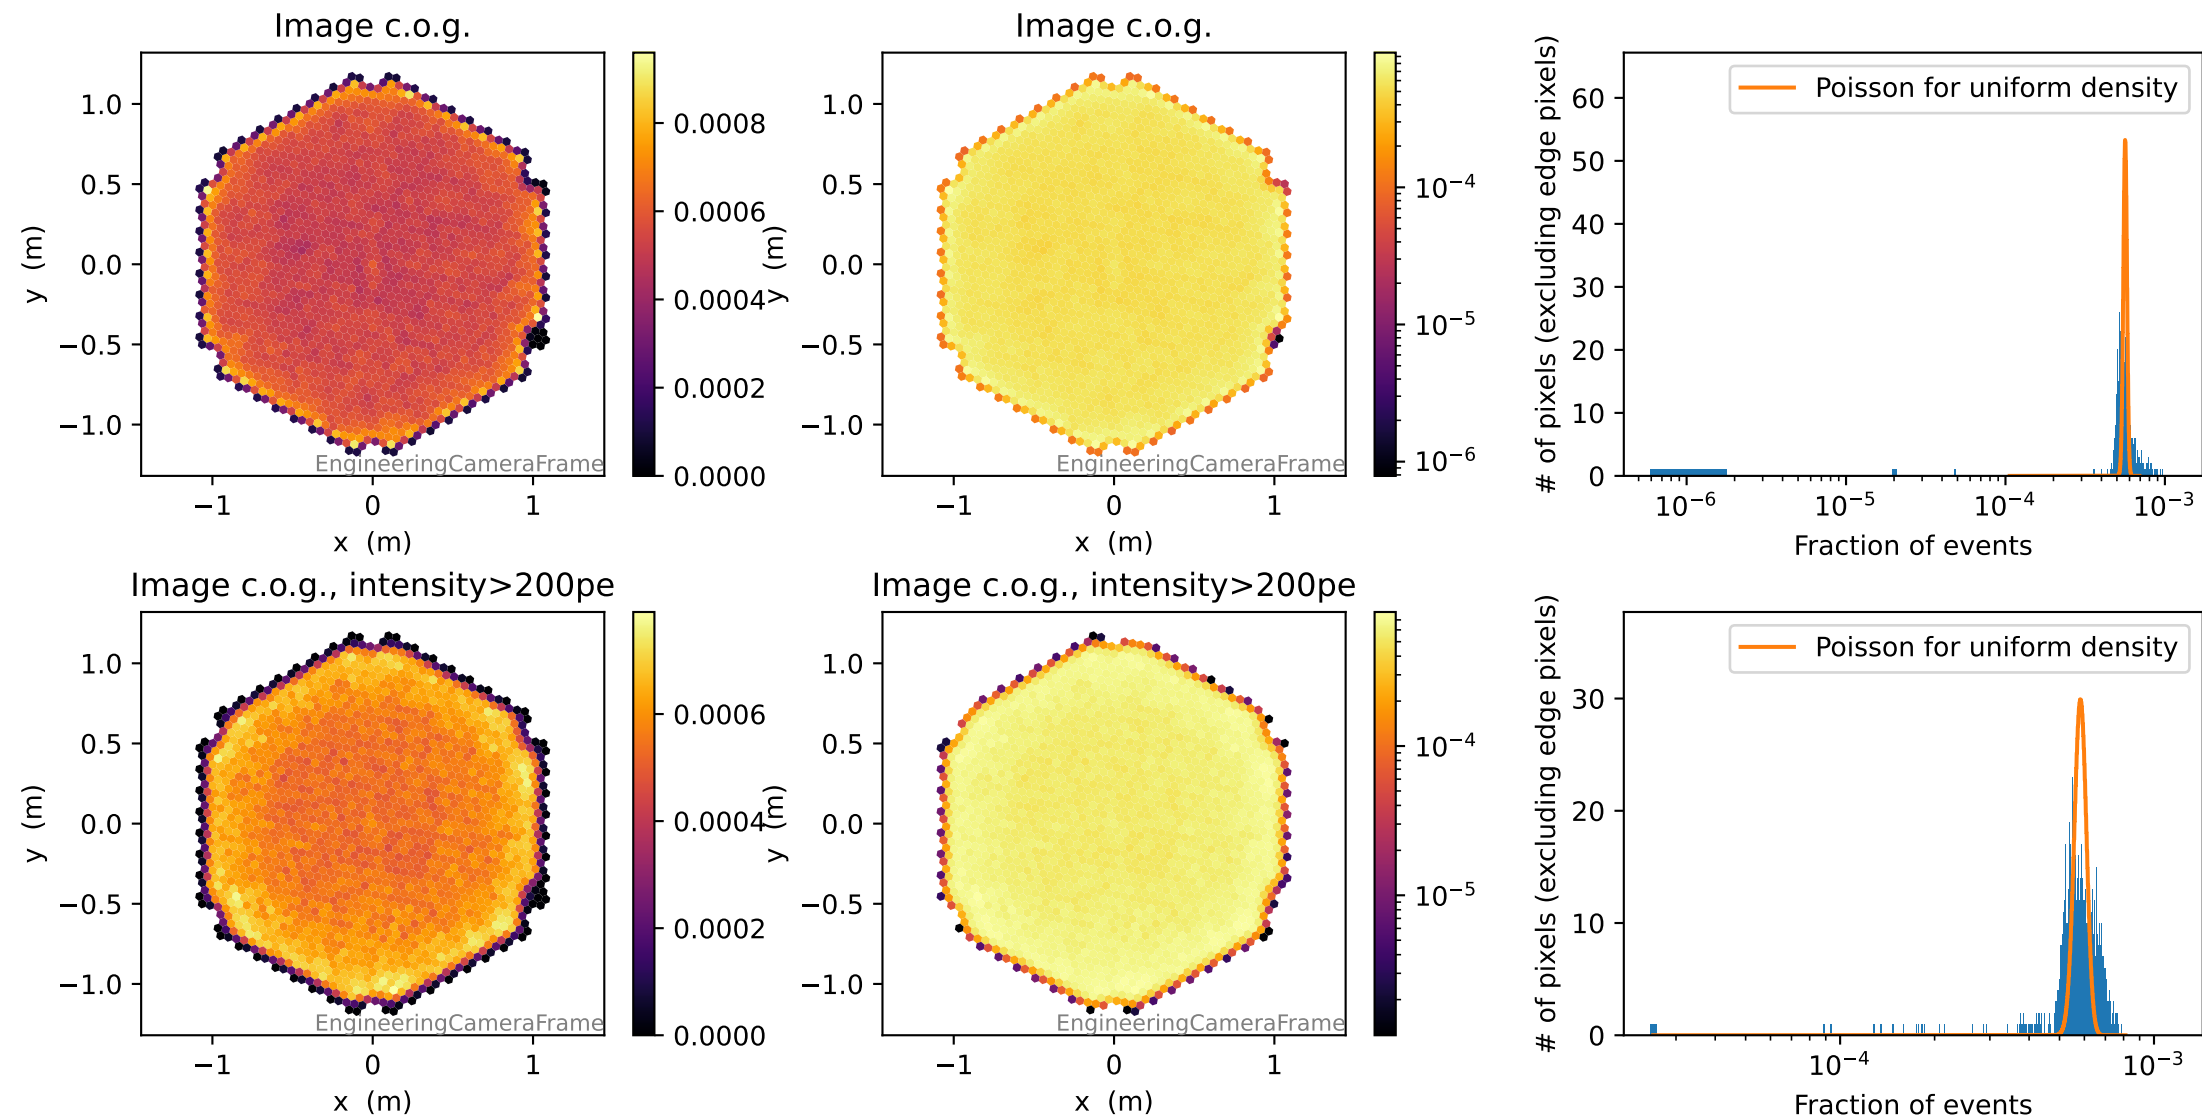 Image c.o.g.
1.0
0.5
0.0
−0.5
−1.0
y (m)
−1
0
1
x (m)
EngineeringCameraFrame
0.0008
0.0006
0.0004
0.0002
0.0000
Image c.o.g.
1.0
0.5
0.0
−0.5
−1.0
y (m)
−1
0
1
x (m)
EngineeringCameraFrame
10⁻⁴
10⁻⁵
10⁻⁶
# of pixels (excluding edge pixels)
60
50
40
30
20
10
0
Poisson for uniform density
10⁻⁶
10⁻⁵
10⁻⁴
10⁻³
Fraction of events
Image c.o.g., intensity>200pe
1.0
0.5
0.0
−0.5
−1.0
y (m)
−1
0
1
x (m)
EngineeringCameraFrame
0.0006
0.0004
0.0002
0.0000
Image c.o.g., intensity>200pe
1.0
0.5
0.0
−0.5
−1.0
y (m)
−1
0
1
x (m)
EngineeringCameraFrame
10⁻⁴
10⁻⁵
# of pixels (excluding edge pixels)
30
20
10
0
Poisson for uniform density
10⁻⁴
10⁻³
Fraction of events